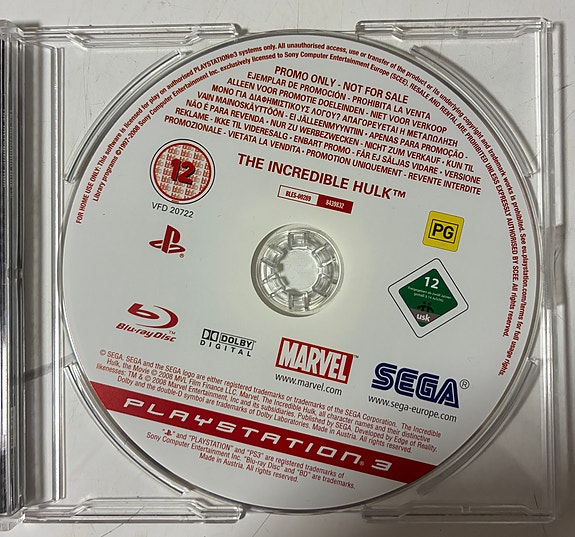 FOR HOME USE ONLY! This software is licensed for play on authorised PLAYSTATION®3 systems only. All unauthorised access, use or transfer of the product or its underlying copyright and trademark works is prohibited. See eu.playstation.com/terms for full usage rights.
Library programs ©1997-2008 Sony Computer Entertainment Inc. exclusively licensed to Sony Computer Entertainment Europe (SCEE). RESALE AND RENTAL ARE PROHIBITED UNLESS EXPRESSLY AUTHORISED BY SCEE. All rights reserved.
PROMO ONLY - NOT FOR SALE
EJEMPLAR DE PROMOCIÓN - PROHIBITA LA VENTA
ALLEEN VOOR PROMOTIE DOELEINDEN - NIET VOOR VERKOOP
ΜΟΝΟ ΓΙΑ ΔΙΑΦΗΜΙΣΤΙΚΟΥΣ ΛΟΓΟΥΣ? ΑΠΑΓΟΡΕΥΕΤΑΙ Η ΜΕΤΑΠΩΛΗΣΗ
VAIN MAINOSKÄYTTÖÖN - EI JÄLLEENMYYNTIIN - APENAS PARA PROMOÇÃO -
NÃO É PARA REVENDA - NUR ZU WERBEZWECKEN - NICHT ZUM VERKAUF - KUN TIL
REKLAME - IKKE TIL VIDERESALG - ENBART PROMO - FÅR EJ SÄLJAS VIDARE - VERSIONE
PROMOZIONALE - VIETATA LA VENDITA - PROMOTION UNIQUEMENT - REVENTE INTERDITE
THE INCREDIBLE HULK™
BLES-00289 8439832
12
VFD 20722
PG
12
usk
Blu-ray Disc™
DOLBY
DIGITAL
MARVEL
www.marvel.com
SEGA®
www.sega-europe.com
© SEGA. SEGA and the SEGA logo are either registered trademarks or trademarks of the SEGA Corporation. The Incredible
Hulk, the Movie © 2008 MVL Film Finance LLC. Marvel, The Incredible Hulk, all character names and their distinctive
likenesses: TM & © 2008 Marvel Entertainment, Inc and its subsidiaries. Published by SEGA. Developed by Edge of Reality.
Dolby and the double-D symbol are trademarks of Dolby Laboratories. Made in Austria. All rights reserved.
PLAYSTATION®3
" " and "PLAYSTATION" and "PS3" are registered trademarks of
Sony Computer Entertainment Inc. "Blu-ray Disc" and "BD" are trademarks.
Made in Austria. All rights reserved.